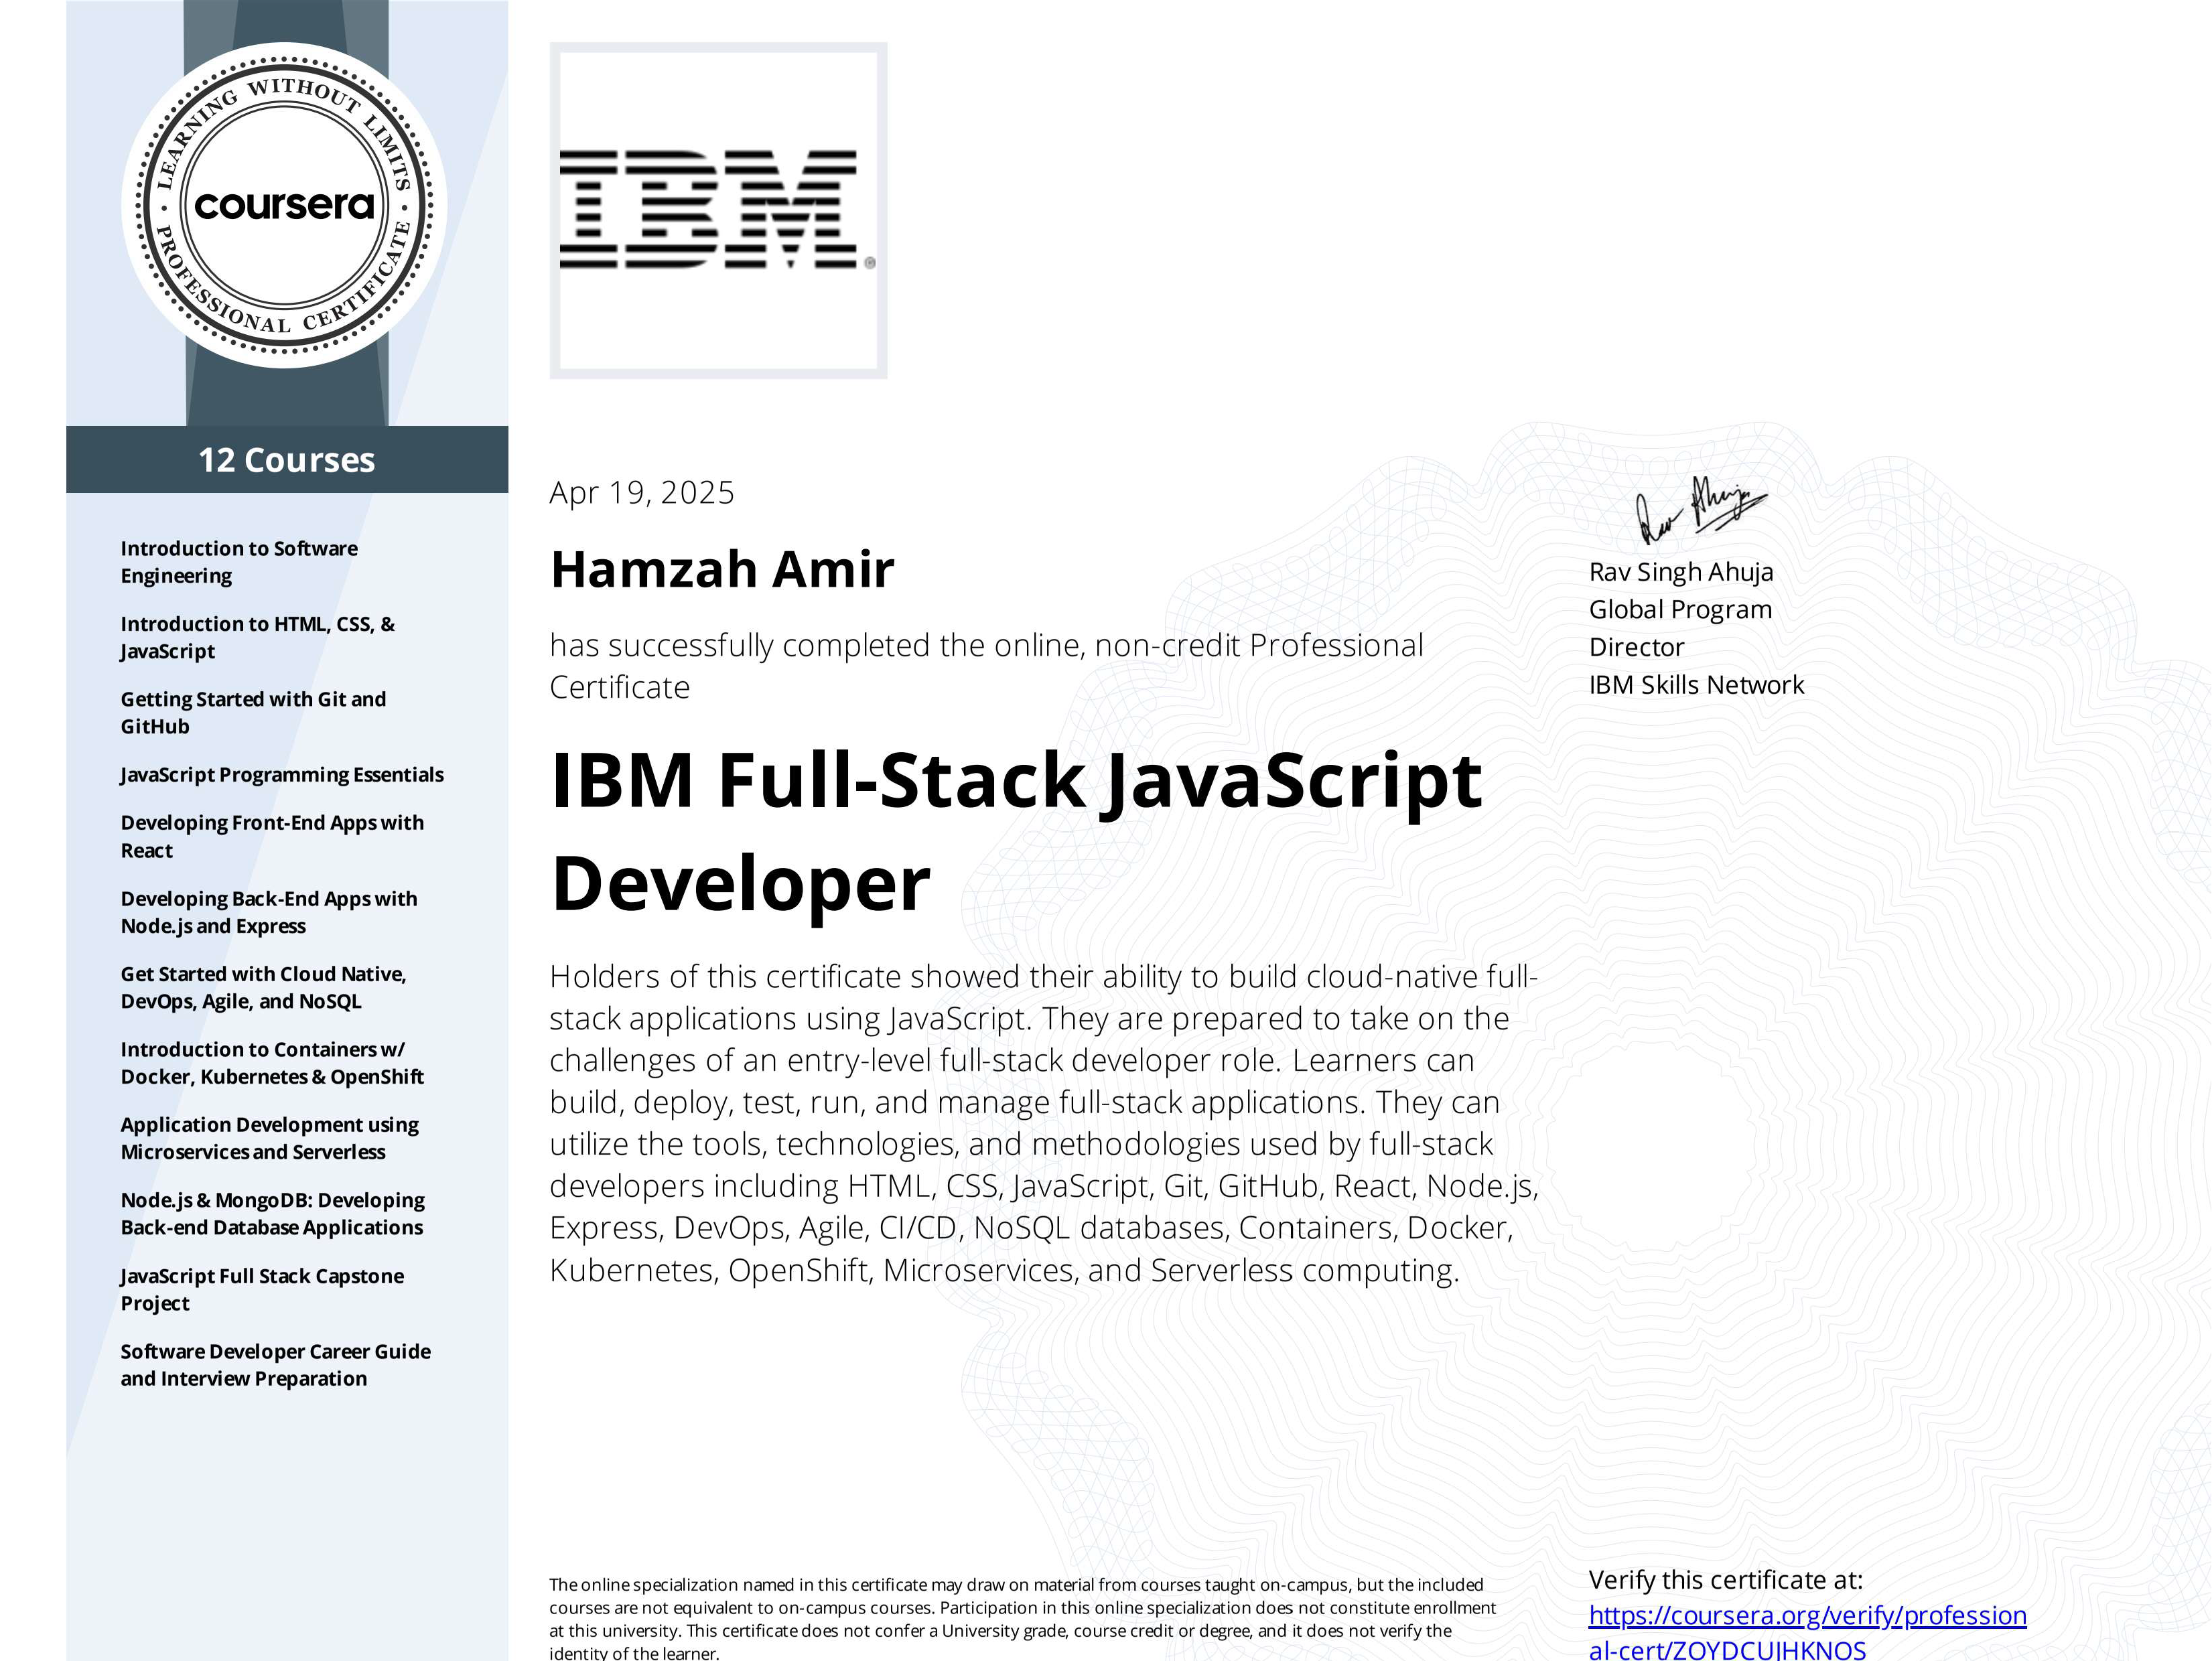 LEARNING WITHOUT LIMITS
coursera
PROFESSIONAL CERTIFICATE
12 Courses
Introduction to Software
Engineering
Introduction to HTML, CSS, &
JavaScript
Getting Started with Git and
GitHub
JavaScript Programming Essentials
Developing Front-End Apps with
React
Developing Back-End Apps with
Node.js and Express
Get Started with Cloud Native,
DevOps, Agile, and NoSQL
Introduction to Containers w/
Docker, Kubernetes & OpenShift
Application Development using
Microservices and Serverless
Node.js & MongoDB: Developing
Back-end Database Applications
JavaScript Full Stack Capstone
Project
Software Developer Career Guide
and Interview Preparation
IBM®
Apr 19, 2025
Hamzah Amir
has successfully completed the online, non-credit Professional
Certificate
IBM Full-Stack JavaScript
Developer
Holders of this certificate showed their ability to build cloud-native full-
stack applications using JavaScript. They are prepared to take on the
challenges of an entry-level full-stack developer role. Learners can
build, deploy, test, run, and manage full-stack applications. They can
utilize the tools, technologies, and methodologies used by full-stack
developers including HTML, CSS, JavaScript, Git, GitHub, React, Node.js,
Express, DevOps, Agile, CI/CD, NoSQL databases, Containers, Docker,
Kubernetes, OpenShift, Microservices, and Serverless computing.
The online specialization named in this certificate may draw on material from courses taught on-campus, but the included
courses are not equivalent to on-campus courses. Participation in this online specialization does not constitute enrollment
at this university. This certificate does not confer a University grade, course credit or degree, and it does not verify the
identity of the learner.
Rav Ahuja
Rav Singh Ahuja
Global Program
Director
IBM Skills Network
Verify this certificate at:
https://coursera.org/verify/profession
al-cert/ZOYDCUJHKNOS